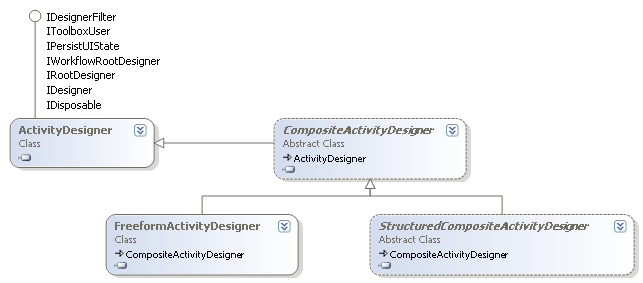 IDesignerFilter
IToolboxUser
IPersistUIState
IWorkflowRootDesigner
IRootDesigner
IDesigner
IDisposable
ActivityDesigner
Class
CompositeActivityDesigner
Abstract Class
ActivityDesigner
FreeformActivityDesigner
Class
CompositeActivityDesigner
StructuredCompositeActivityDesigner
Abstract Class
CompositeActivityDesigner